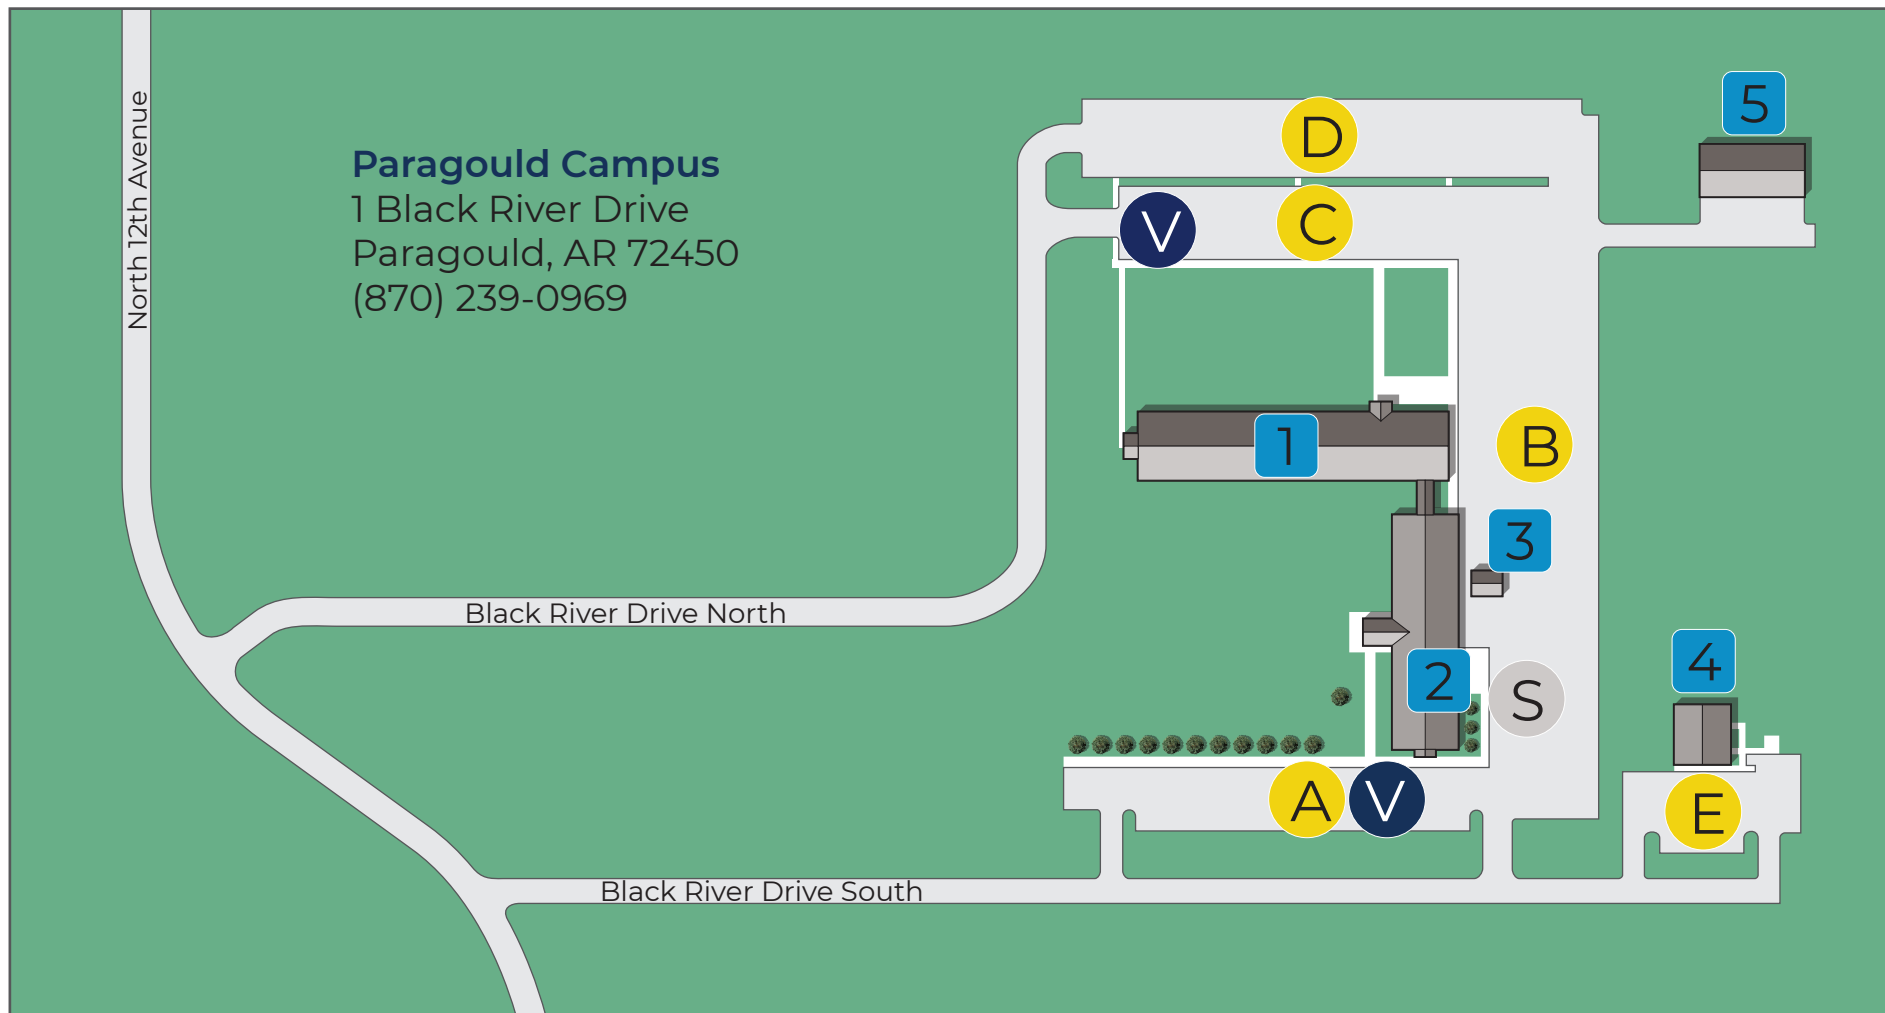 North 12th Avenue
Paragould Campus
1 Black River Drive
Paragould, AR 72450
(870) 239-0969
D
5
V
C
1
B
3
Black River Drive North
4
2
S
A
V
E
Black River Drive South